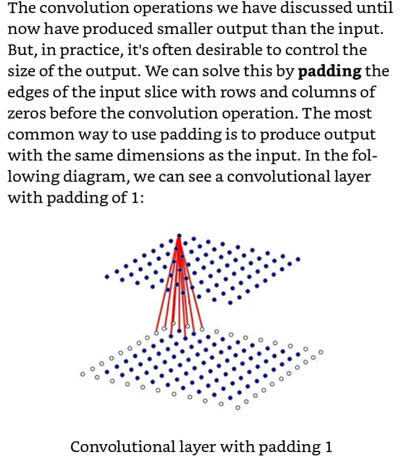 The convolution operations we have discussed until
now have produced smaller output than the input.
But, in practice, it's often desirable to control the
size of the output. We can solve this by padding the
edges of the input slice with rows and columns of
zeros before the convolution operation. The most
common way to use padding is to produce output
with the same dimensions as the input. In the fol-
lowing diagram, we can see a convolutional layer
with padding of 1:
Convolutional layer with padding 1